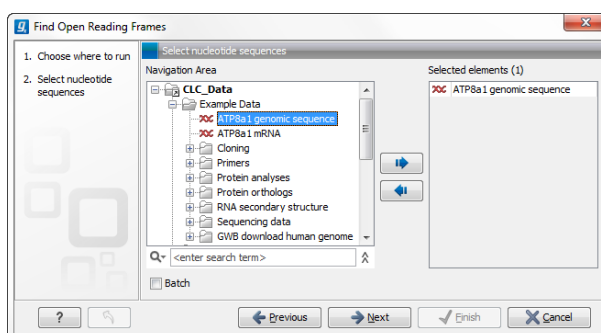 Find Open Reading Frames
1. Choose where to run
2. Select nucleotide
sequences
Select nucleotide sequences
Navigation Area
CLC_Data
Example Data
ATP8a1 genomic sequence
ATP8a1 mRNA
Cloning
Primers
Protein analyses
Protein orthologs
RNA secondary structure
Sequencing data
GWB download human genome
<enter search term>
Batch
Selected elements (1)
ATP8a1 genomic sequence
?
Previous
Next
Finish
Cancel